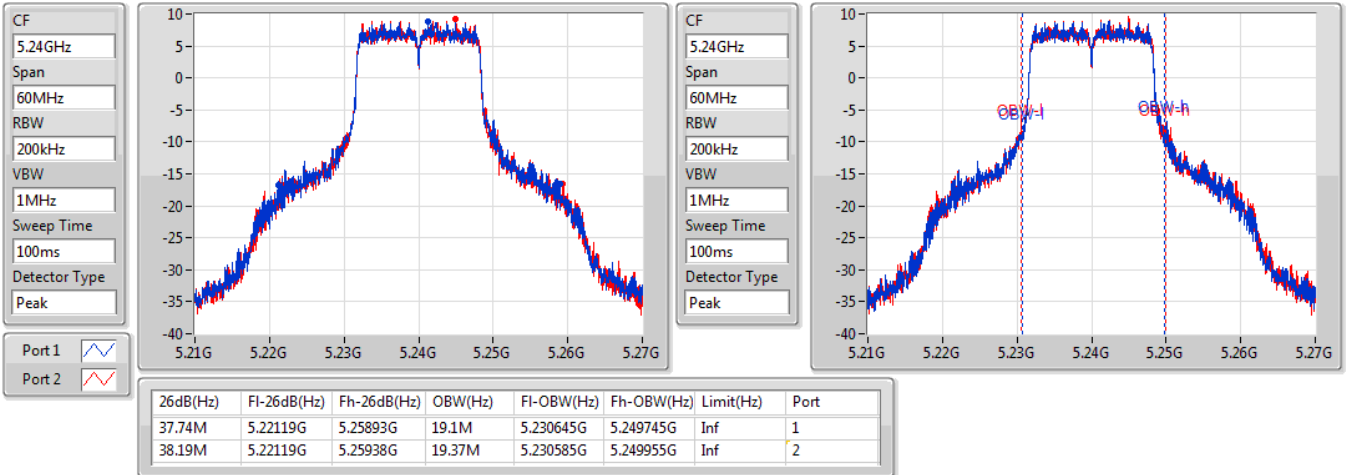 CF
5.24GHz
Span
60MHz
RBW
200kHz
VBW
1MHz
Sweep Time
100ms
Detector Type
Peak
Port 1
Port 2
10
5
0
-5
-10
-15
-20
-25
-30
-35
-40
5.21G 5.22G 5.23G 5.24G 5.25G 5.26G 5.27G
CF
5.24GHz
Span
60MHz
RBW
200kHz
VBW
1MHz
Sweep Time
100ms
Detector Type
Peak
10
5
0
-5
-10
-15
-20
-25
-30
-35
-40
OBW-l OBW-h
OBW-l OBW-h
5.21G 5.22G 5.23G 5.24G 5.25G 5.26G 5.27G
26dB(Hz) Fl-26dB(Hz) Fh-26dB(Hz) OBW(Hz) Fl-OBW(Hz) Fh-OBW(Hz) Limit(Hz) Port
37.74M 5.22119G 5.25893G 19.1M 5.230645G 5.249745G Inf 1
38.19M 5.22119G 5.25938G 19.37M 5.230585G 5.249955G Inf 2